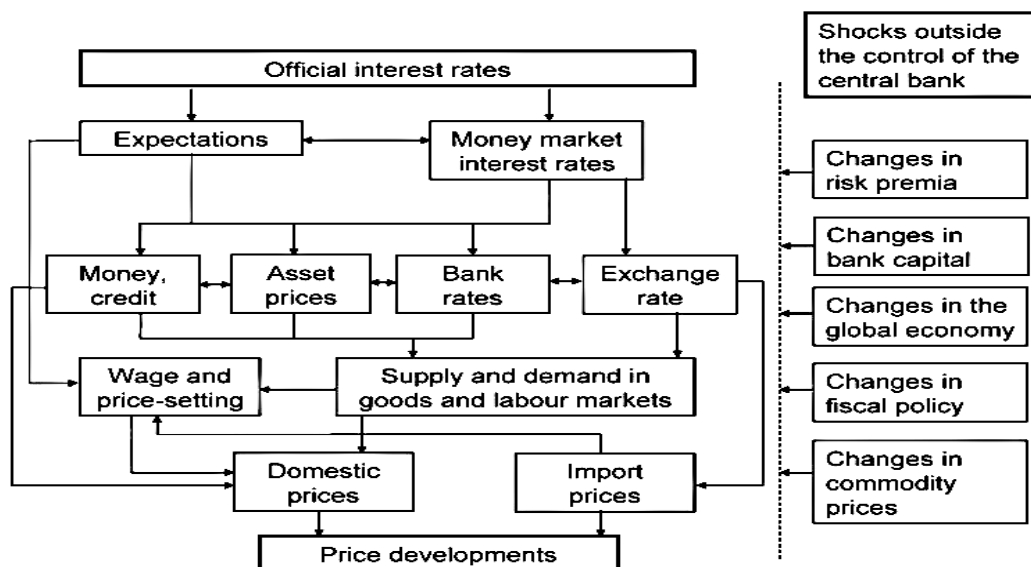 Official interest rates
Expectations
Money market
interest rates
Money,
credit
Asset
prices
Bank
rates
Exchange
rate
Wage and
price-setting
Supply and demand in
goods and labour markets
Domestic
prices
Import
prices
Price developments
Shocks outside
the control of the
central bank
Changes in
risk premia
Changes in
bank capital
Changes in the
global economy
Changes in
fiscal policy
Changes in
commodity
prices